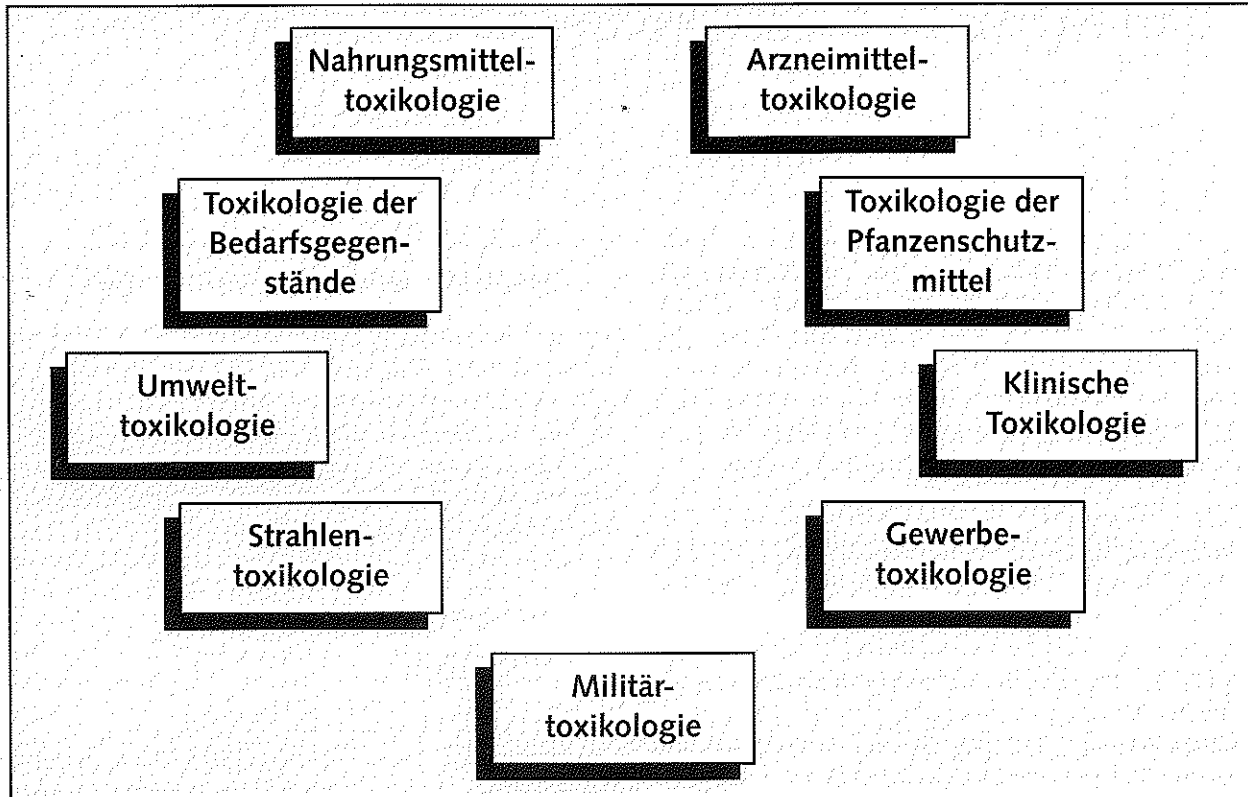 Nahrungsmittel-
toxikologie
Arzneimittel-
toxikologie
Toxikologie der
Bedarfsgegen-
stände
Toxikologie der
Pfanzenschutz-
mittel
Umwelt-
toxikologie
Klinische
Toxikologie
Strahlen-
toxikologie
Gewerbe-
toxikologie
Militär-
toxikologie